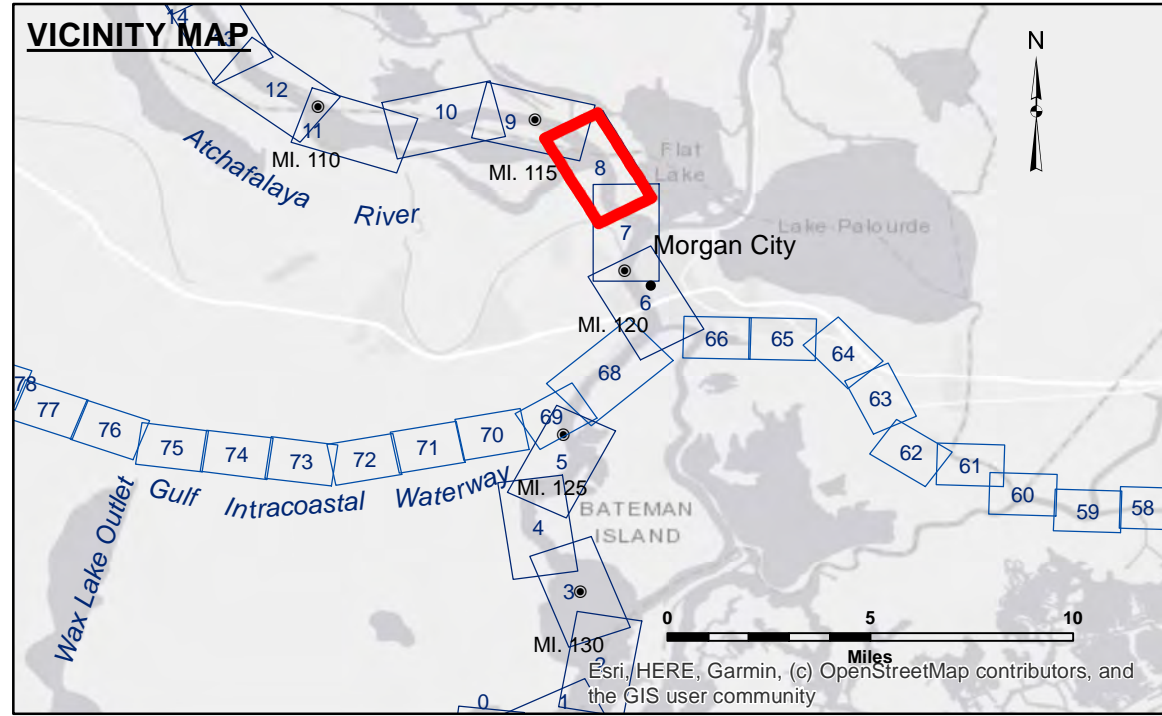 VICINITY MAP
N
14
13
12
11
MI. 110
10
9
MI. 115
8
Flat
Lake
Atchafalaya
River
7
Morgan City
Lake Palourde
6
MI. 120
66
65
64
63
62
61
60
59
58
68
69
70
71
72
73
74
75
76
77
78
5
MI. 125
Wax Lake Outlet
Gulf
Intracoastal
Waterway
4
BATEMAN
ISLAND
3
MI. 130
2
1
0
0
5
10
Miles
Esri, HERE, Garmin, (c) OpenStreetMap contributors, and
the GIS user community